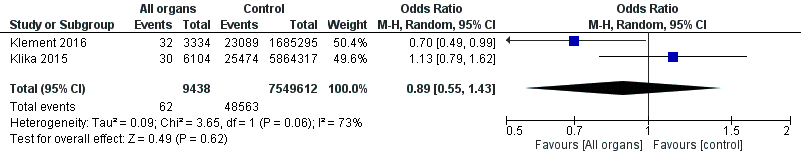 All organs Control Odds Ratio Odds Ratio
Study or Subgroup Events Total Events Total Weight M-H, Random, 95% CI M-H, Random, 95% CI
Klement 2016 32 3334 23089 1685295 50.4% 0.70 [0.49, 0.99]
Klika 2015 30 6104 25474 5864317 49.6% 1.13 [0.79, 1.62]
Total (95% CI) 9438 7549612 100.0% 0.89 [0.55, 1.43]
Total events 62 48563
Heterogeneity: Tau² = 0.09; Chi² = 3.65, df = 1 (P = 0.06); I² = 73%
Test for overall effect: Z = 0.49 (P = 0.62)
0.5 0.7 1 1.5 2
Favours [All organs] Favours [control]